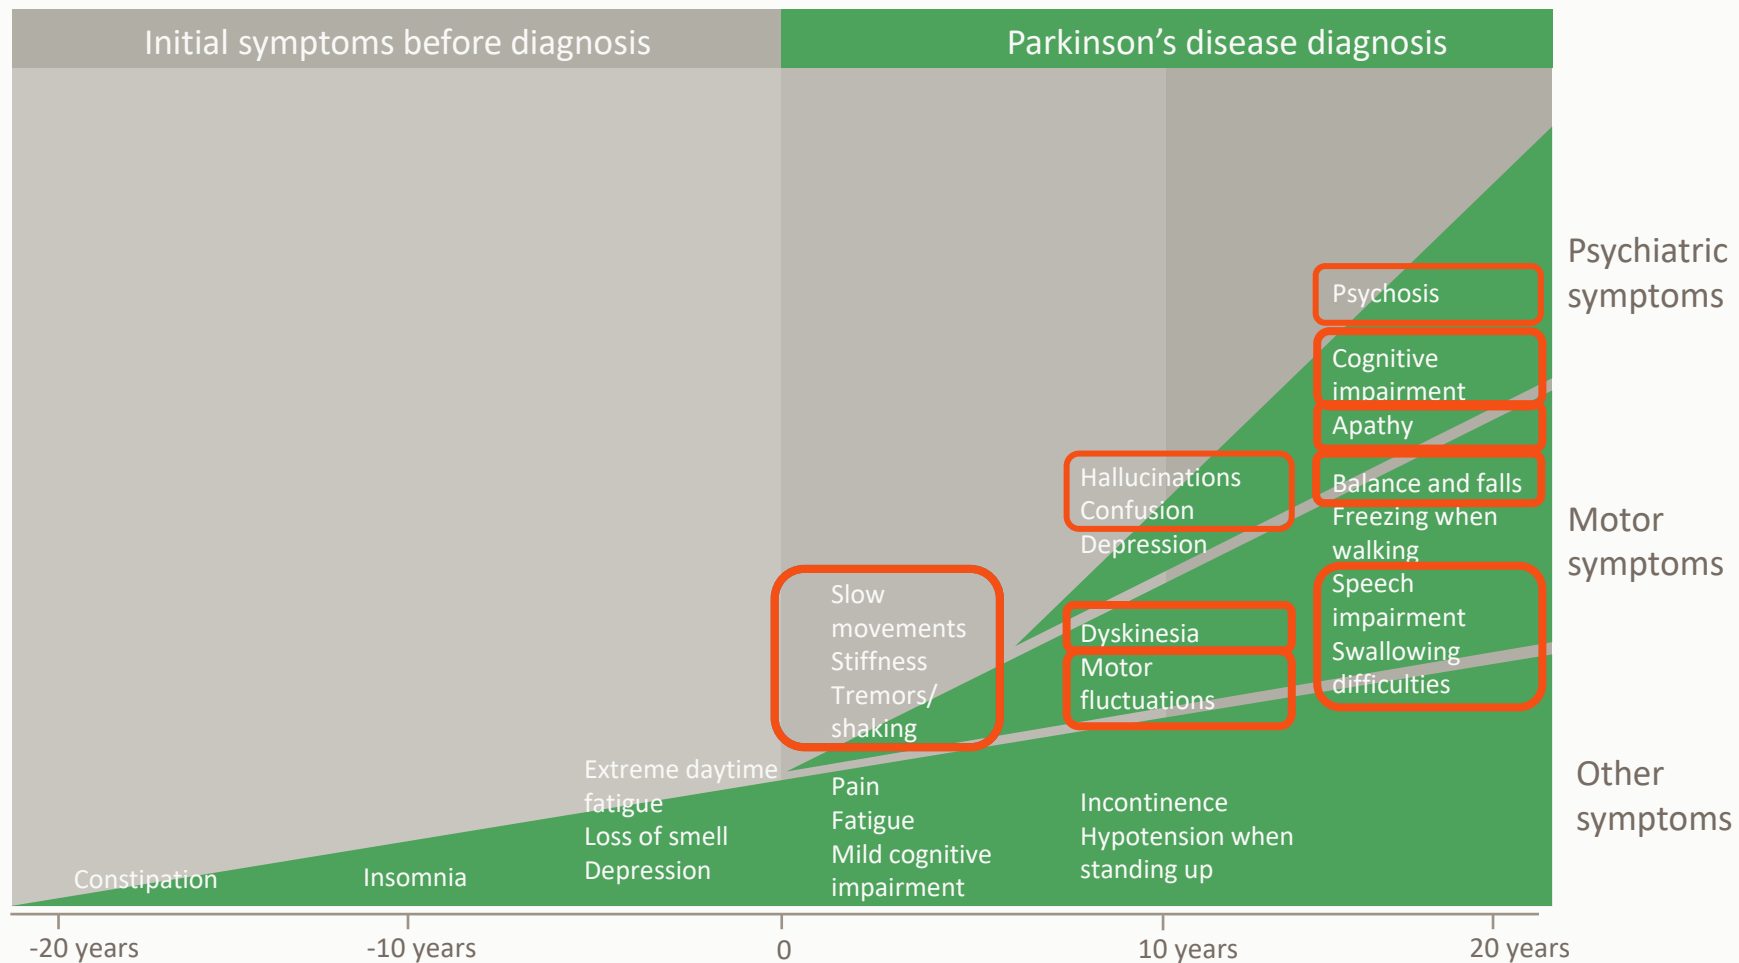 Initial symptoms before diagnosis
Parkinson’s disease diagnosis
Psychiatric
symptoms
Psychosis
Cognitive
impairment
Apathy
Balance and falls
Freezing when
walking
Speech
impairment
Swallowing
difficulties
Motor
symptoms
Hallucinations
Confusion
Depression
Dyskinesia
Motor
fluctuations
Slow
movements
Stiffness
Tremors/
shaking
Other
symptoms
Extreme daytime
fatigue
Loss of smell
Depression
Pain
Fatigue
Mild cognitive
impairment
Incontinence
Hypotension when
standing up
Constipation
Insomnia
-20 years
-10 years
0
10 years
20 years